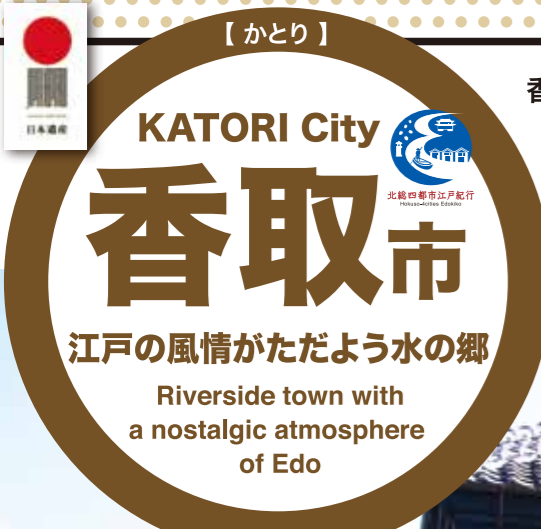 【 かとり 】
日本遺産
香
KATORI City
北総四都市江戸紀行
Hokuso-4cities Edokiko
香取市
江戸の風情がただよう水の郷
Riverside town with
a nostalgic atmosphere
of Edo